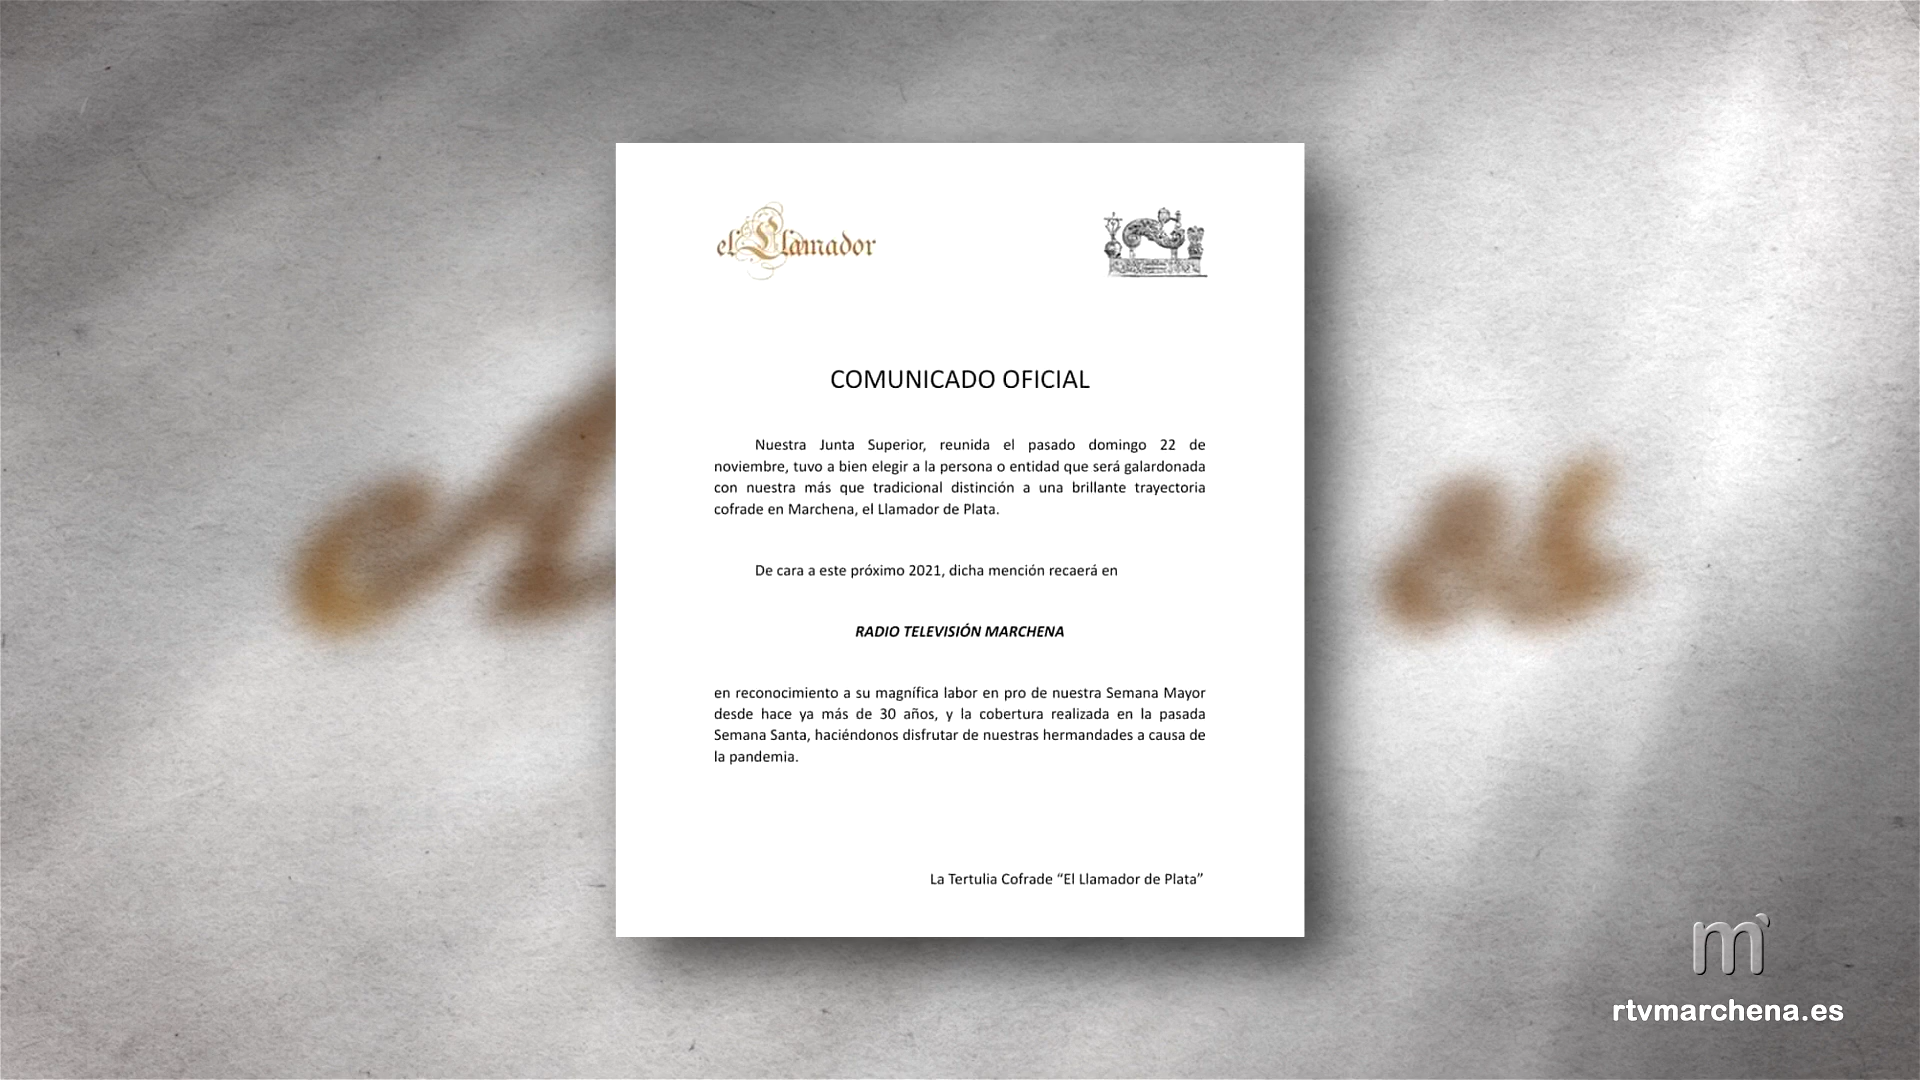 el Llamador
COMUNICADO OFICIAL
Nuestra Junta Superior, reunida el pasado domingo 22 de
noviembre, tuvo a bien elegir a la persona o entidad que será galardonada
con nuestra más que tradicional distinción a una brillante trayectoria
cofrade en Marchena, el Llamador de Plata.
De cara a este próximo 2021, dicha mención recaerá en
RADIO TELEVISIÓN MARCHENA
en reconocimiento a su magnífica labor en pro de nuestra Semana Mayor
desde hace ya más de 30 años, y la cobertura realizada en la pasada
Semana Santa, haciéndonos disfrutar de nuestras hermandades a causa de
la pandemia.
La Tertulia Cofrade “El Llamador de Plata”
m
rtvmarchena.es